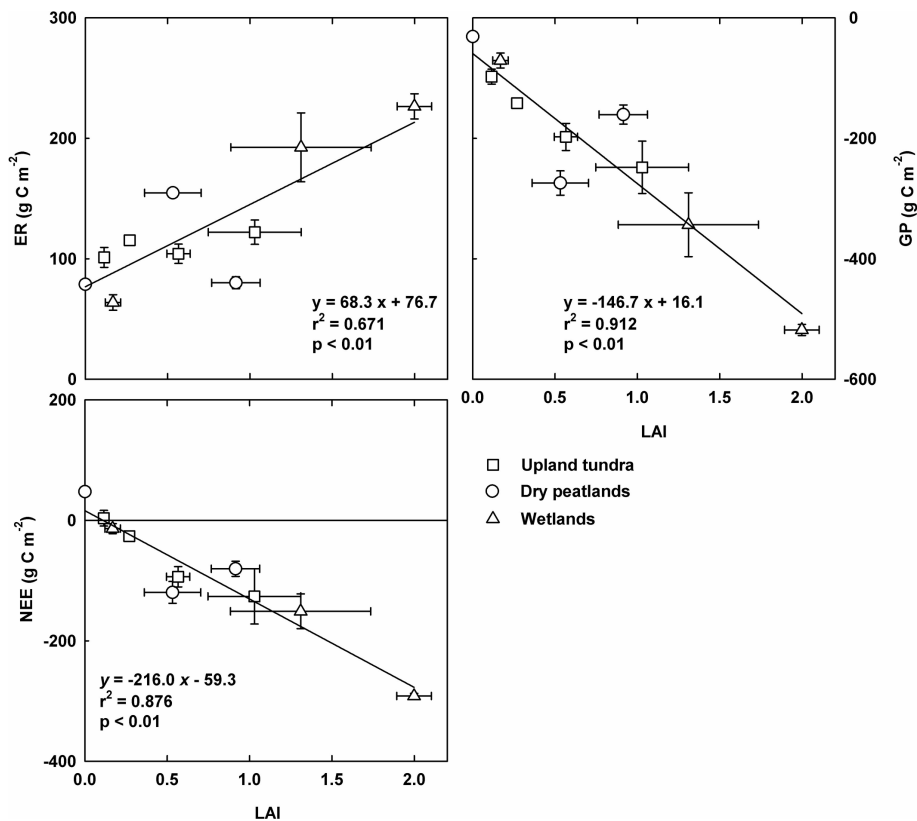 300
200
100
0
ER (g C m-2)
y = 68.3 x + 76.7
r2 = 0.671
p < 0.01
-0
-200
-400
-600
GP (g C m-2)
y = -146.7 x + 16.1
r2 = 0.912
p < 0.01
0.0 0.5 1.0 1.5 2.0
LAI
200
0
-200
-400
NEE (g C m-2)
y = -216.0 x - 59.3
r2 = 0.876
p < 0.01
0.0 0.5 1.0 1.5 2.0
LAI
Upland tundra
Dry peatlands
Wetlands